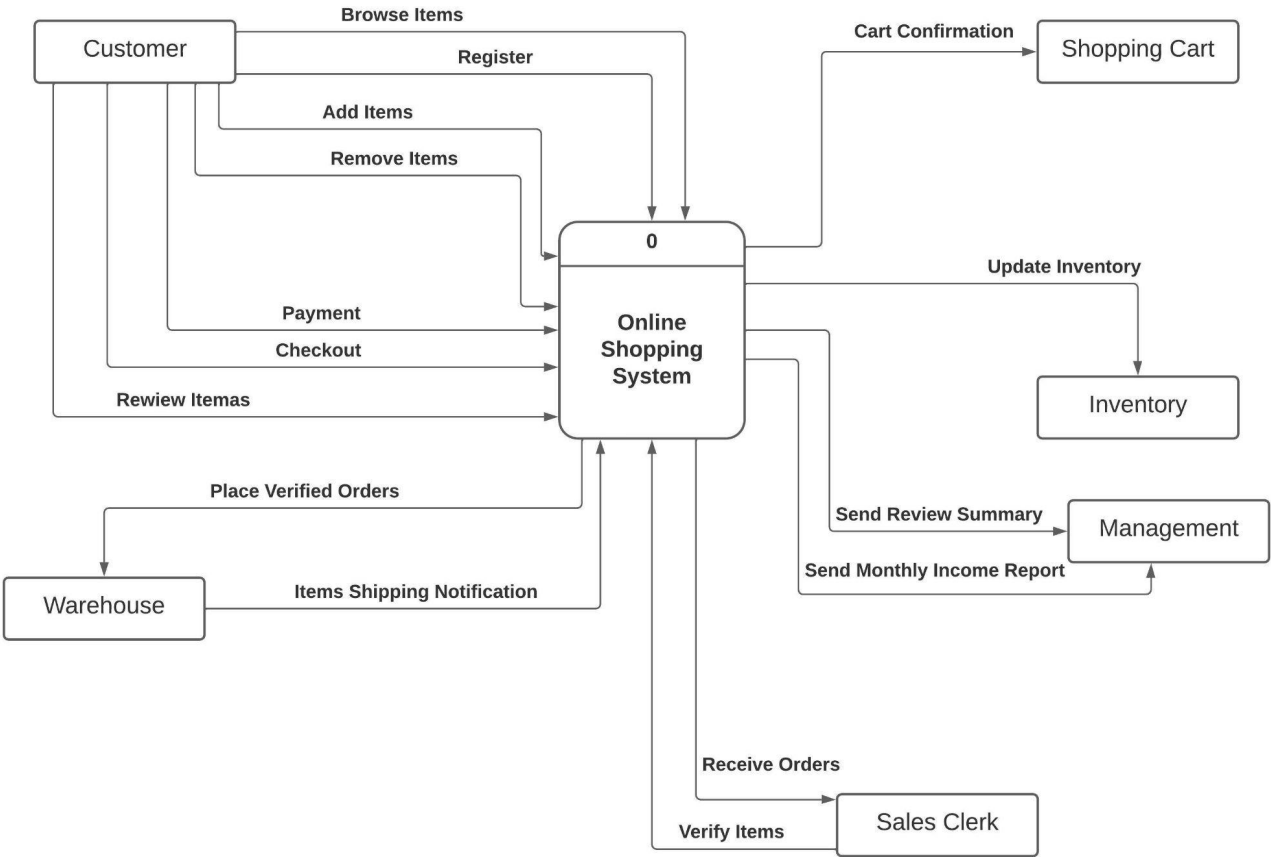 Browse Items
Customer
Cart Confirmation
Shopping Cart
Register
Add Items
Remove Items
0
Update Inventory
Online
Shopping
System
Payment
Checkout
Rewiew Itemas
Inventory
Place Verified Orders
Send Review Summary
Management
Send Monthly Income Report
Items Shipping Notification
Warehouse
Receive Orders
Sales Clerk
Verify Items